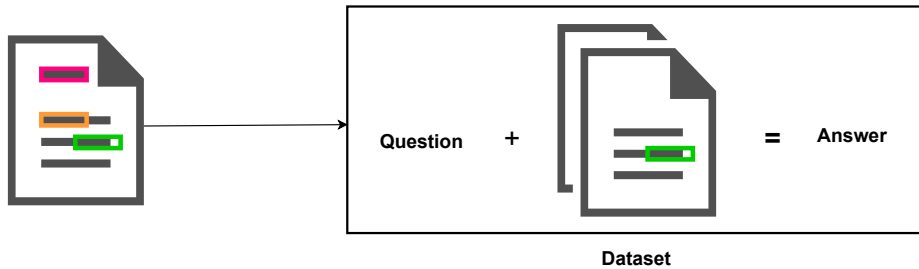 Question + = Answer
Dataset